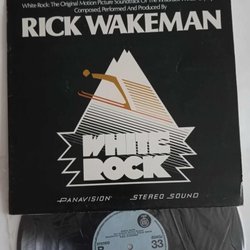 White Rock: The Original Motion Picture Soundtrack Of The
Composed, Performed And Produced By
RICK WAKEMAN
WHITE
ROCK
PANAVISION STEREO SOUND
33